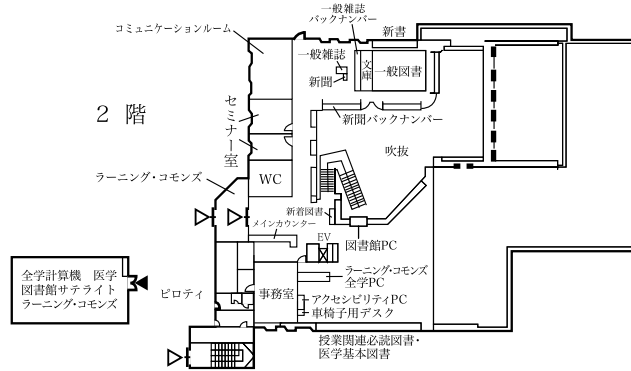 一般雑誌
バックナンバー
コミュニケーションルーム
新書
一般雑誌
文庫
一般図書
新聞
2 階
セミナー室
新聞バックナンバー
吹抜
ラーニング・コモンズ
WC
新着図書
メインカウンター
EV
図書館PC
全学計算機 医学
図書館サテライト
ラーニング・コモンズ
ピロティ
事務室
ラーニング・コモンズ
全学PC
アクセシビリティPC
車椅子用デスク
授業関連必読図書・
医学基本図書